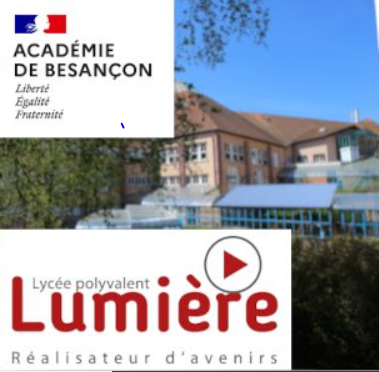 ACADÉMIE
DE BESANÇON
Liberté
Égalité
Fraternité
Lycée polyvalent
Lumière
Réalisateur d'avenirs